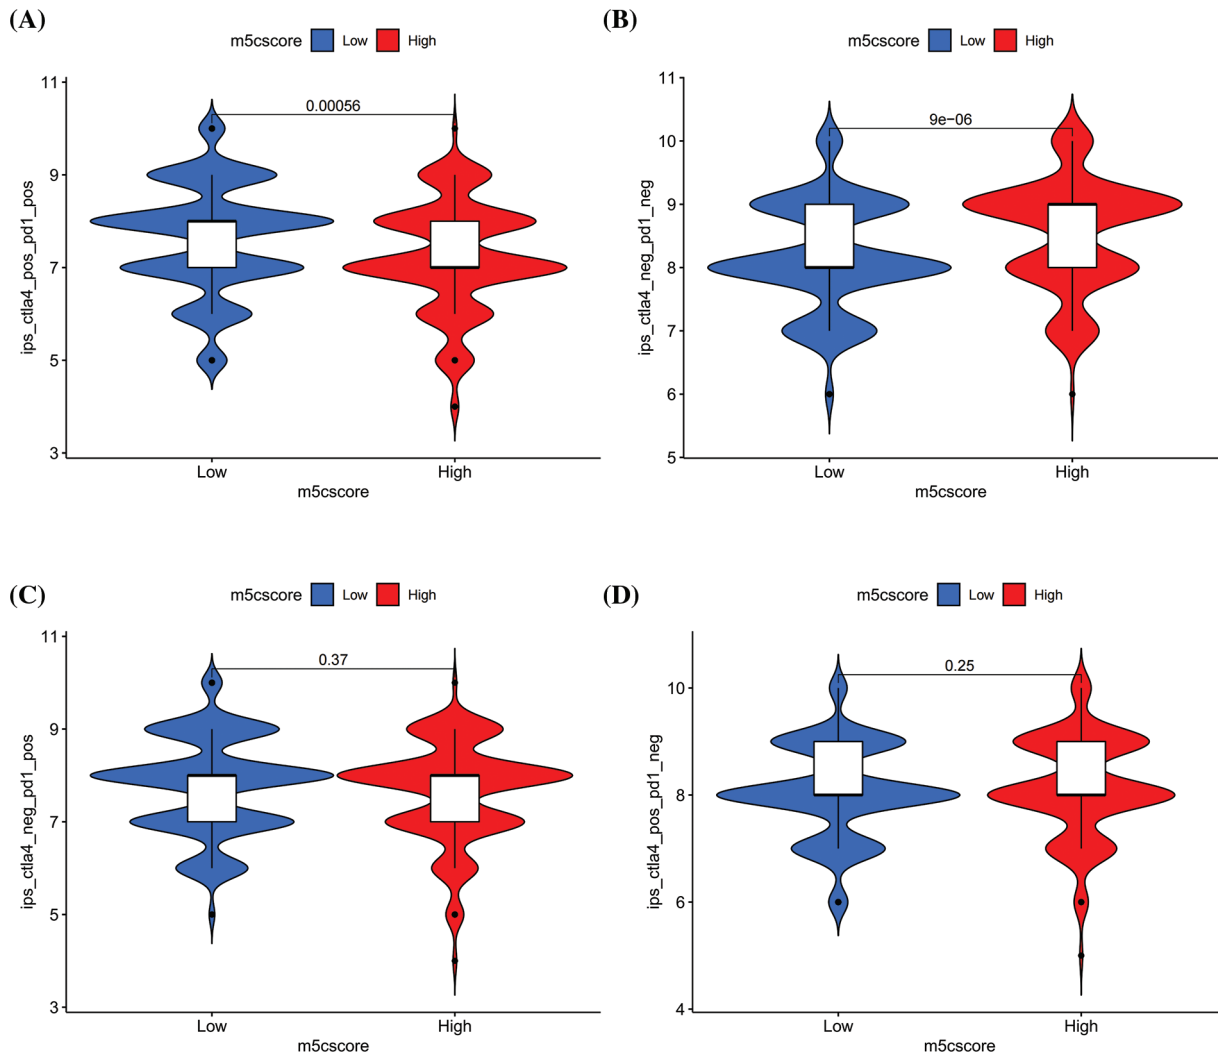 (A)
m5cscore Low High
11
9
7
5
3
ips_ctla4_pos_pd1_pos
0.00056
Low High
m5cscore
(B)
m5cscore Low High
11
10
9
8
7
6
5
ips_ctla4_neg_pd1_neg
9e−06
Low High
m5cscore
(C)
m5cscore Low High
11
9
7
5
3
ips_ctla4_neg_pd1_pos
0.37
Low High
m5cscore
(D)
m5cscore Low High
10
8
6
4
ips_ctla4_pos_pd1_neg
0.25
Low High
m5cscore